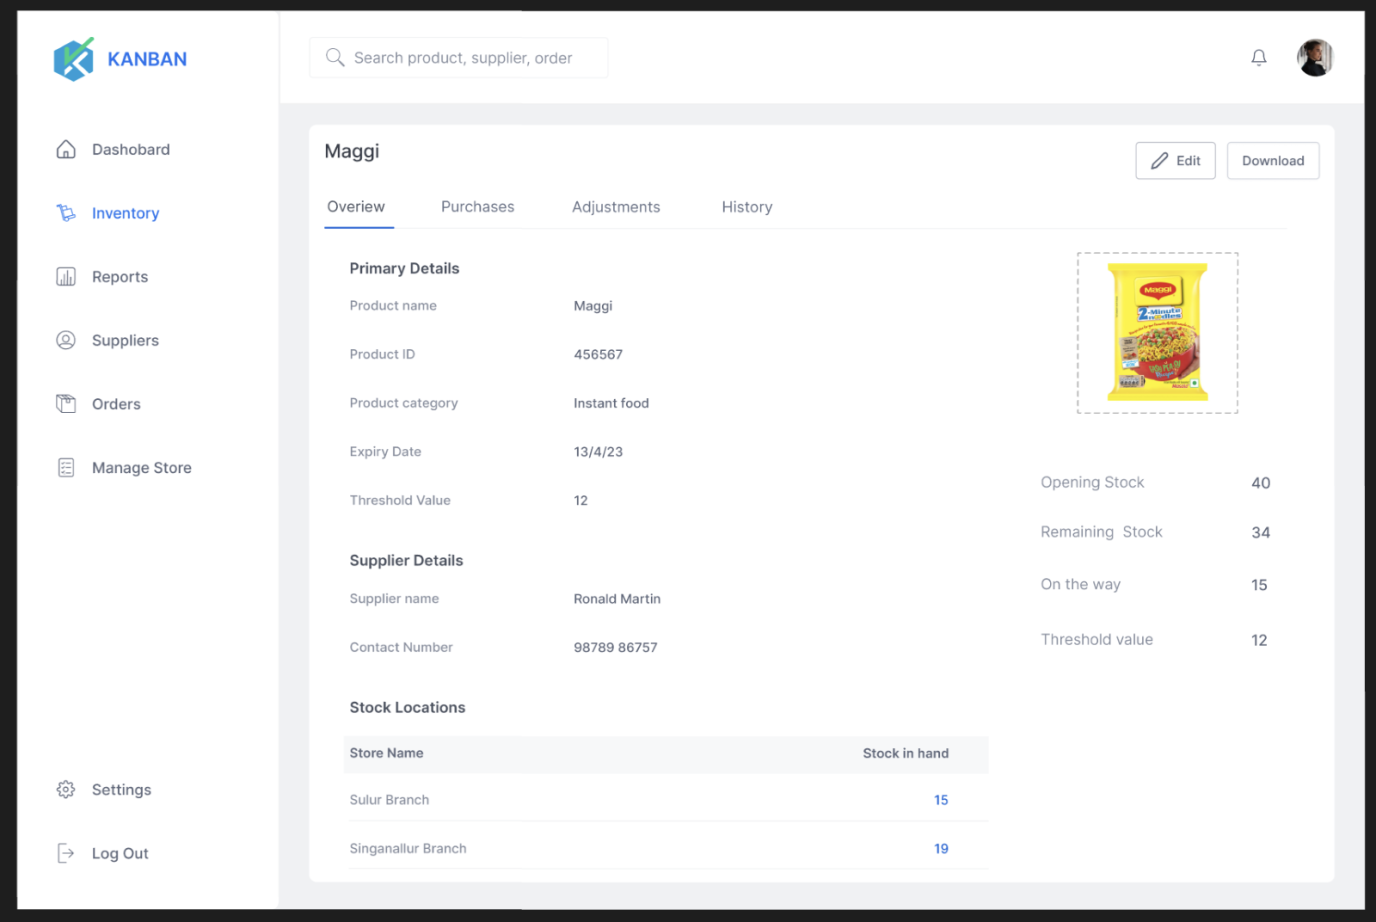 KANBAN
Search product, supplier, order
Dashobard
Inventory
Reports
Suppliers
Orders
Manage Store
Settings
Log Out
Maggi
Edit
Download
Overiew
Purchases
Adjustments
History
Primary Details
Product name Maggi
Product ID 456567
Product category Instant food
Expiry Date 13/4/23
Threshold Value 12
Supplier Details
Supplier name Ronald Martin
Contact Number 98789 86757
Stock Locations
Store Name Stock in hand
Sulur Branch 15
Singanallur Branch 19
Maggi
2-Minute
noodles
Opening Stock 40
Remaining Stock 34
On the way 15
Threshold value 12